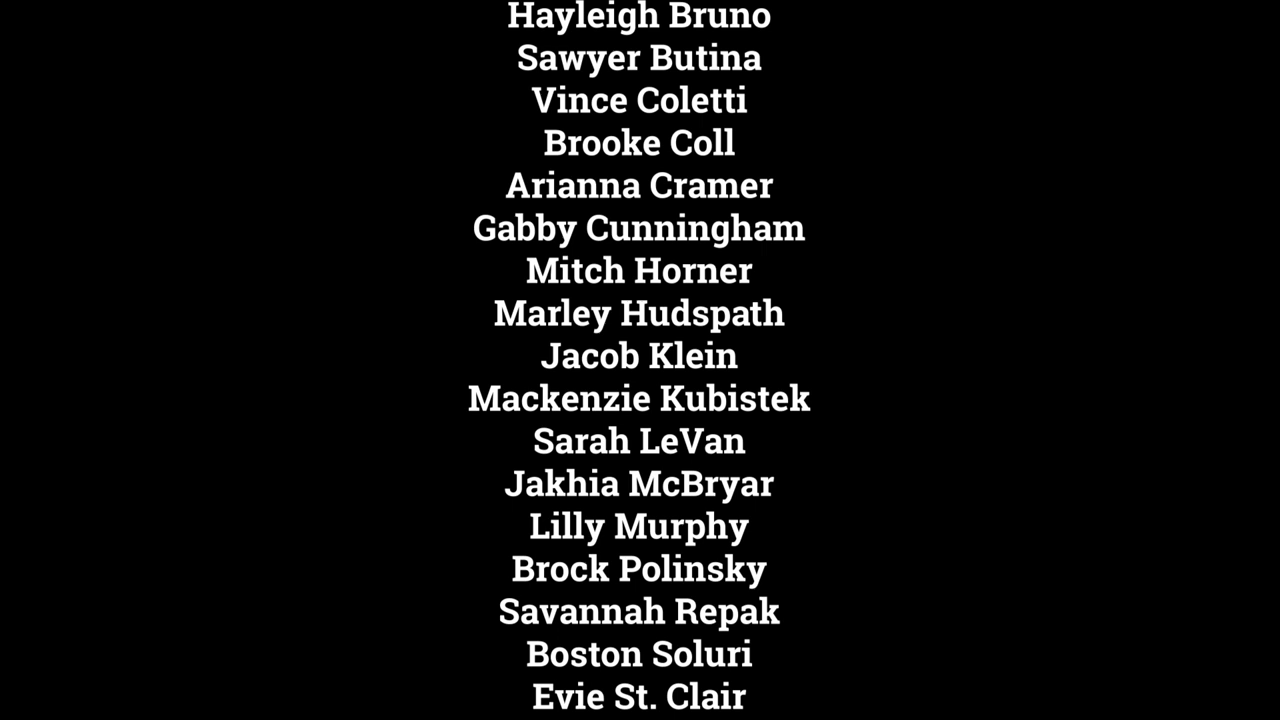 Hayleigh Bruno
Sawyer Butina
Vince Coletti
Brooke Coll
Arianna Cramer
Gabby Cunningham
Mitch Horner
Marley Hudspath
Jacob Klein
Mackenzie Kubistek
Sarah LeVan
Jakhia McBryar
Lilly Murphy
Brock Polinsky
Savannah Repak
Boston Soluri
Evie St. Clair